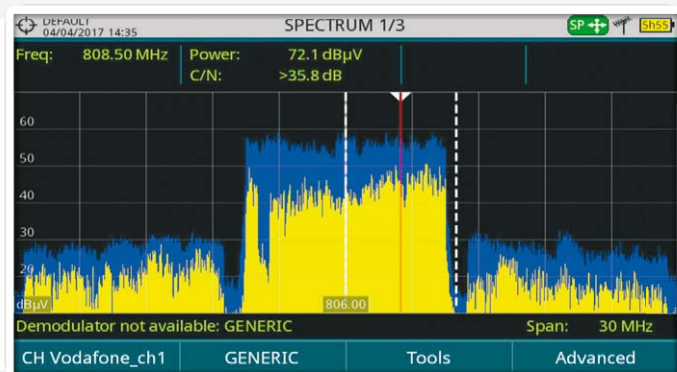 DEFAULT
04/04/2017 14:35
SPECTRUM 1/3
SP
5h55
Freq: 808.50 MHz Power: 72.1 dBµV
C/N: >35.8 dB
60
50
40
30
20
dBµV
806.00
Demodulator not available: GENERIC
Span: 30 MHz
CH Vodafone_ch1 GENERIC Tools Advanced